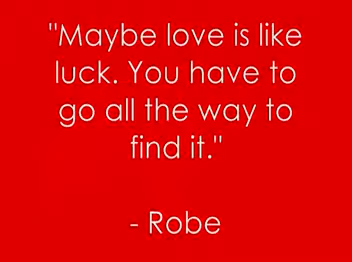 "Maybe love is like
luck. You have to
go all the way to
find it."
- Robe